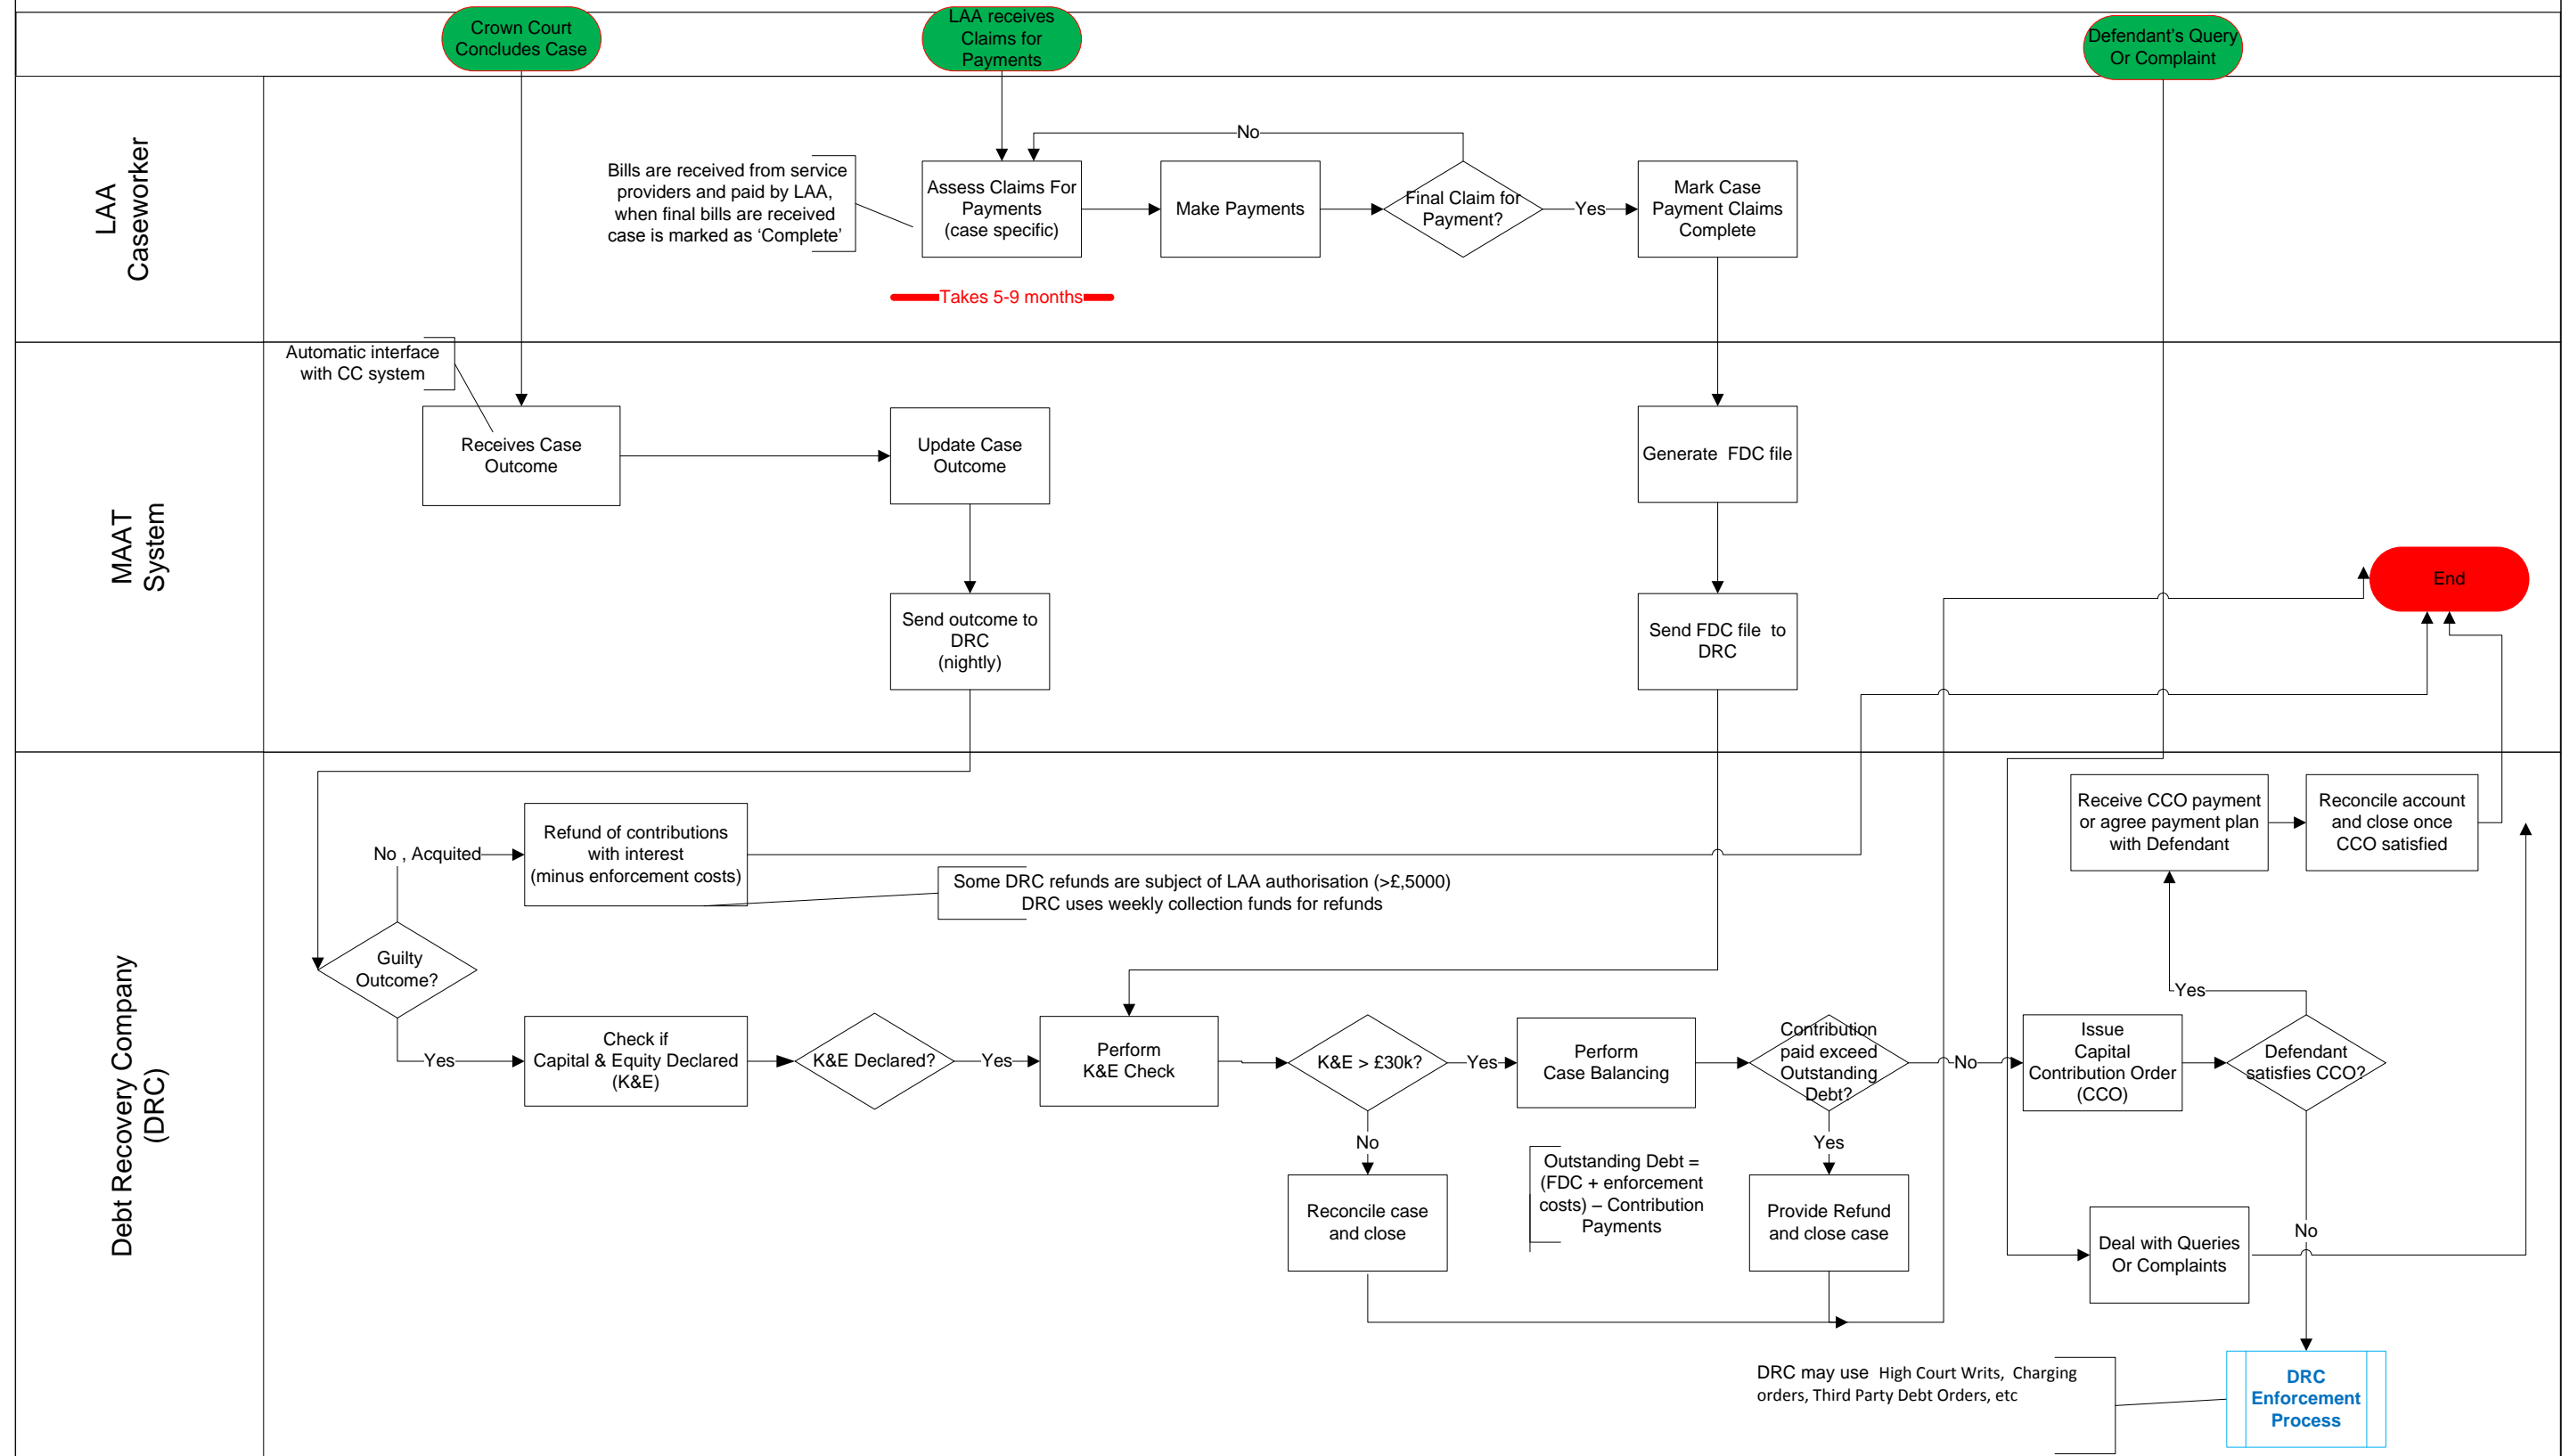 Crown Court
Concludes Case
LAA receives
Claims for
Payments
Defendant's Query
Or Complaint
LAA
Caseworker
Bills are received from service
providers and paid by LAA,
when final bills are received
case is marked as 'Complete'
Assess Claims For
Payments
(case specific)
Make Payments
No
Final Claim for
Payment?
Yes
Mark Case
Payment Claims
Complete
Takes 5-9 months
MAAT
System
Automatic interface
with CC system
Receives Case
Outcome
Update Case
Outcome
Generate FDC file
Send outcome to
DRC
(nightly)
Send FDC file to
DRC
End
Debt Recovery Company
(DRC)
No , Acquited
Refund of contributions
with interest
(minus enforcement costs)
Some DRC refunds are subject of LAA authorisation (>£,5000)
DRC uses weekly collection funds for refunds
Receive CCO payment
or agree payment plan
with Defendant
Reconcile account
and close once
CCO satisfied
Guilty
Outcome?
Yes
Yes
Check if
Capital & Equity Declared
(K&E)
K&E Declared?
Yes
Perform
K&E Check
K&E > £30k?
Yes
Perform
Case Balancing
Contribution
paid exceed
Outstanding
Debt?
No
Issue
Capital
Contribution Order
(CCO)
Defendant
satisfies CCO?
No
Yes
Reconcile case
and close
Outstanding Debt =
(FDC + enforcement
costs) – Contribution
Payments
Provide Refund
and close case
Deal with Queries
Or Complaints
No
DRC may use High Court Writs, Charging
orders, Third Party Debt Orders, etc
DRC
Enforcement
Process